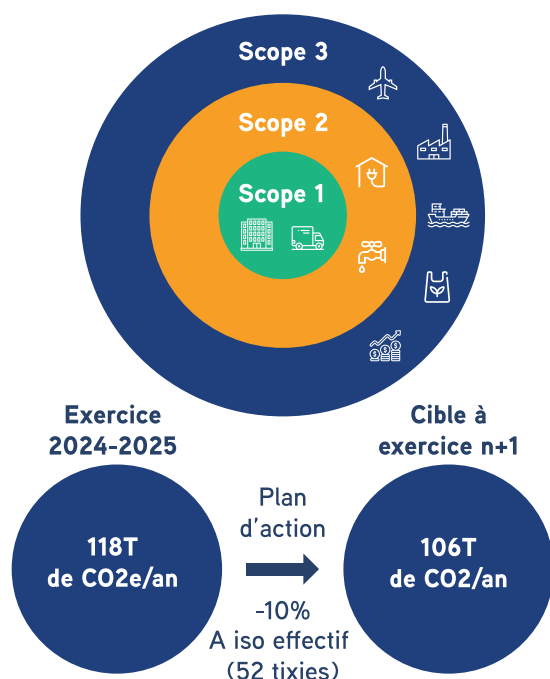 Scope 3
Scope 2
Scope 1
Exercice
2024-2025
118T
de CO2e/an
Plan
d'action
-10%
A iso effectif
(52 tixies)
Cible à
exercice n+1
106T
de CO2/an